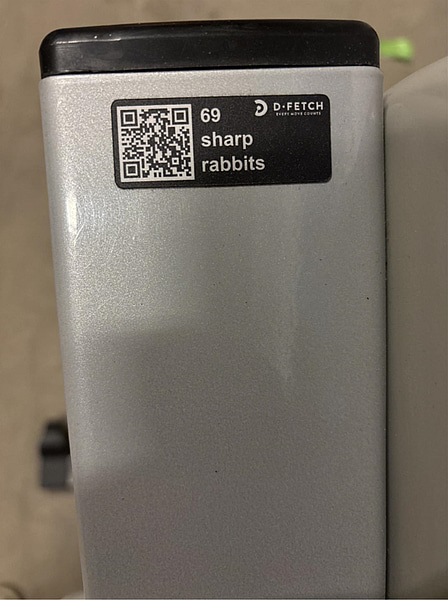 69
sharp
rabbits
D·FETCH
EVERY MOVE COUNTS